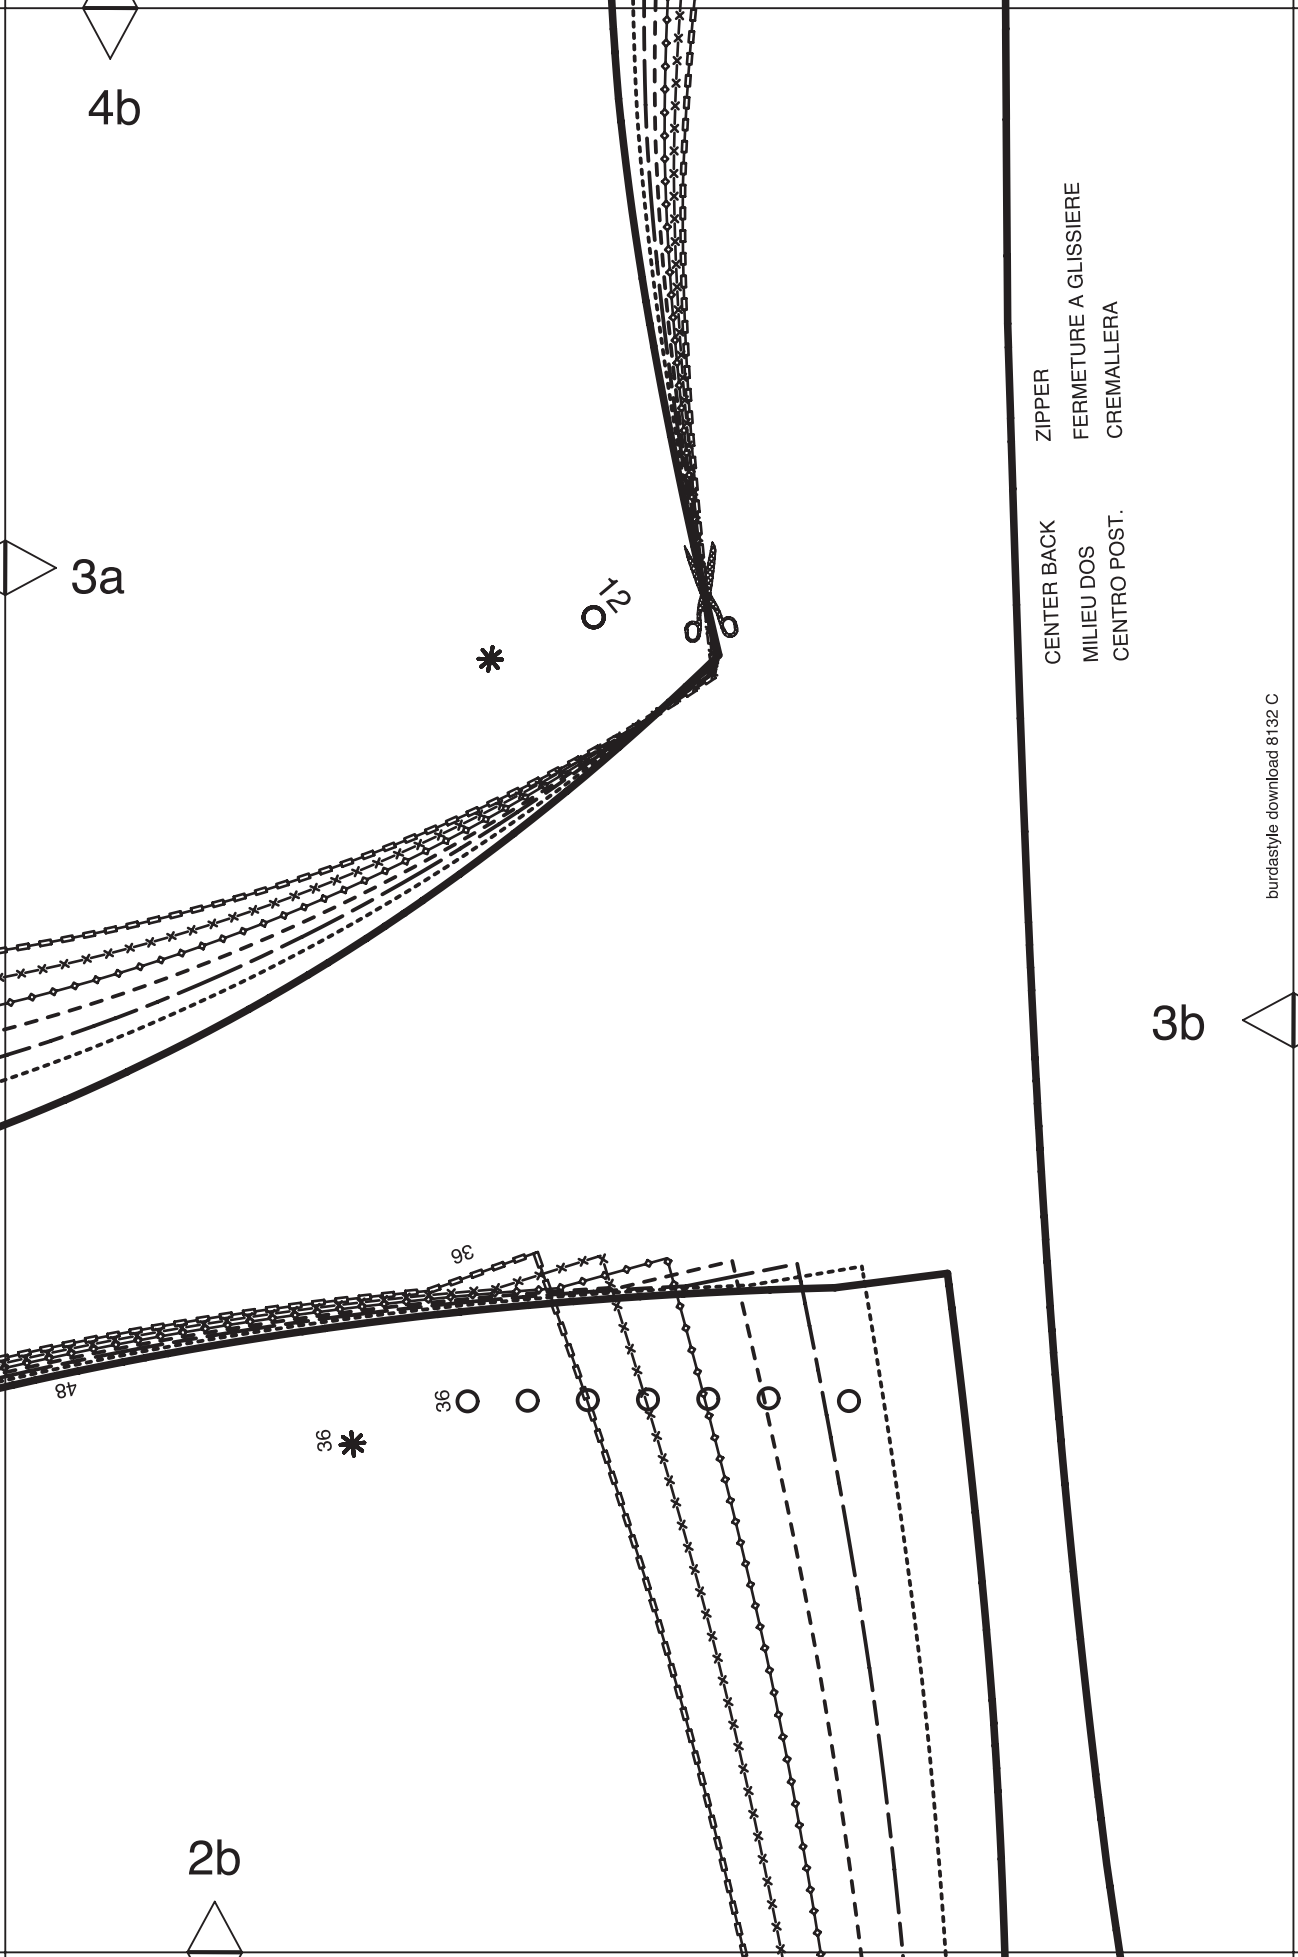 4b
ZIPPER
FERMETURE A GLISSIERE
CREMALLERA
3a
12
CENTER BACK
MILIEU DOS
CENTRO POST.
burdastyle download 8132 C
3b
36
48
36
36
2b